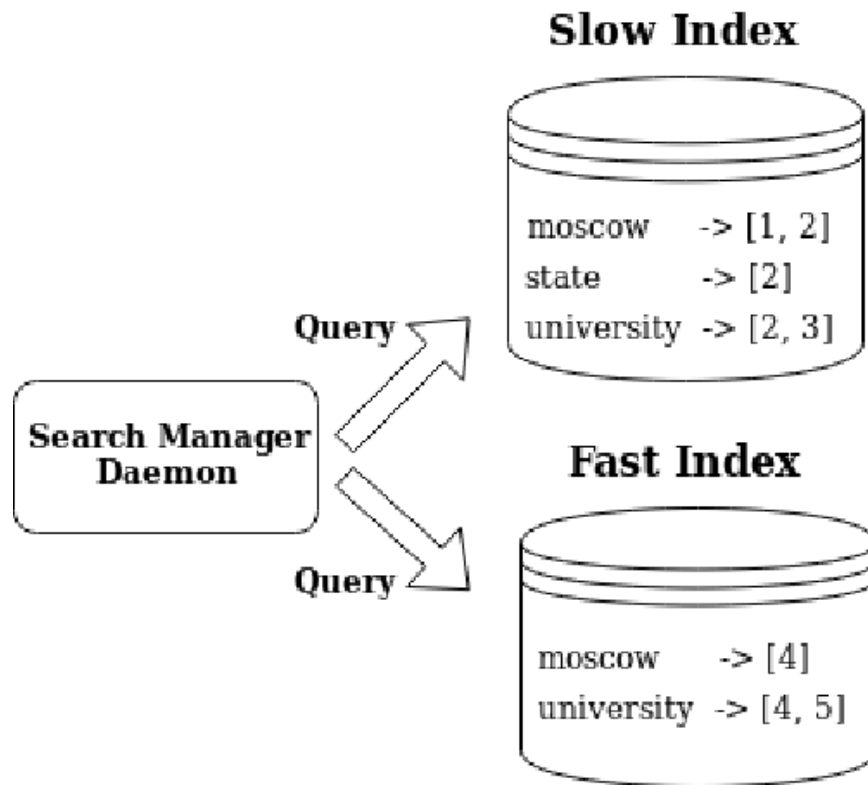 Slow Index
moscow -> [1, 2]
state -> [2]
university -> [2, 3]
Query
Search Manager
Daemon
Fast Index
Query
moscow -> [4]
university -> [4, 5]